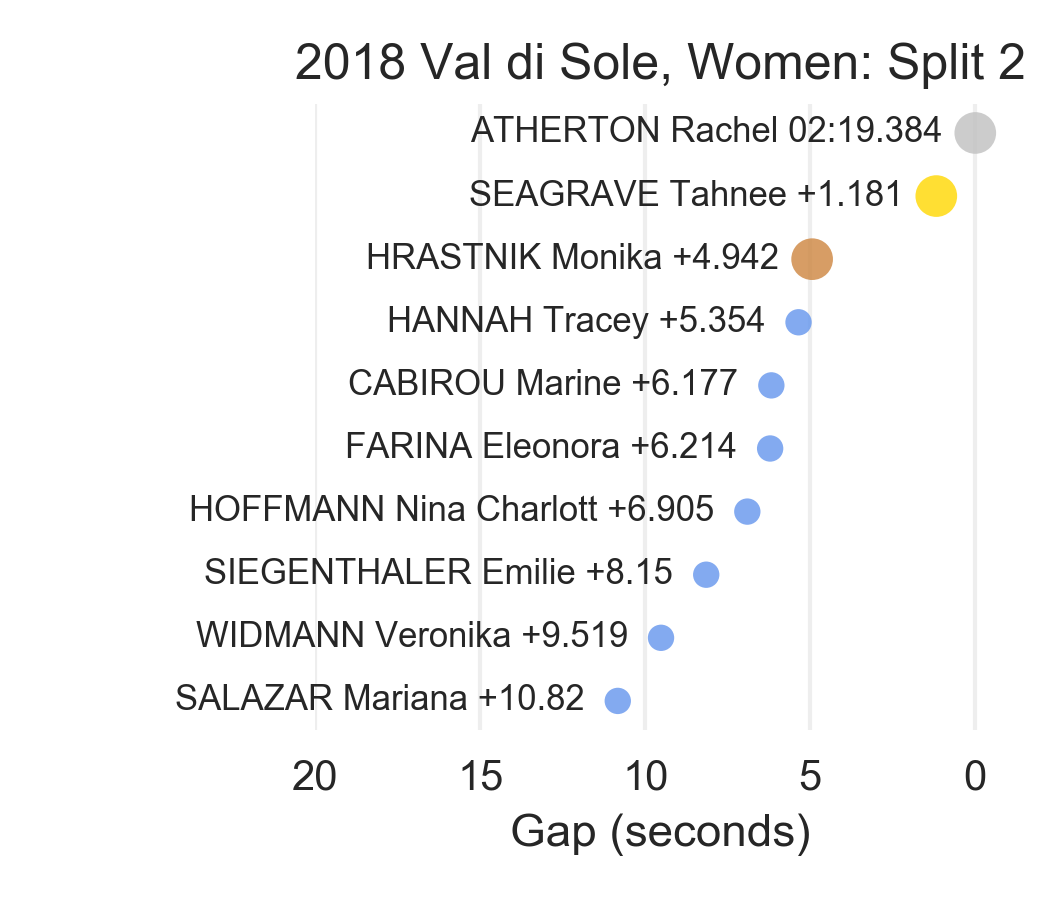 2018 Val di Sole, Women: Split 2
ATHERTON Rachel 02:19.384
SEAGRAVE Tahnee +1.181
HRASTNIK Monika +4.942
HANNAH Tracey +5.354
CABIROU Marine +6.177
FARINA Eleonora +6.214
HOFFMANN Nina Charlott +6.905
SIEGENTHALER Emilie +8.15
WIDMANN Veronika +9.519
SALAZAR Mariana +10.82
20 15 10 5 0
Gap (seconds)